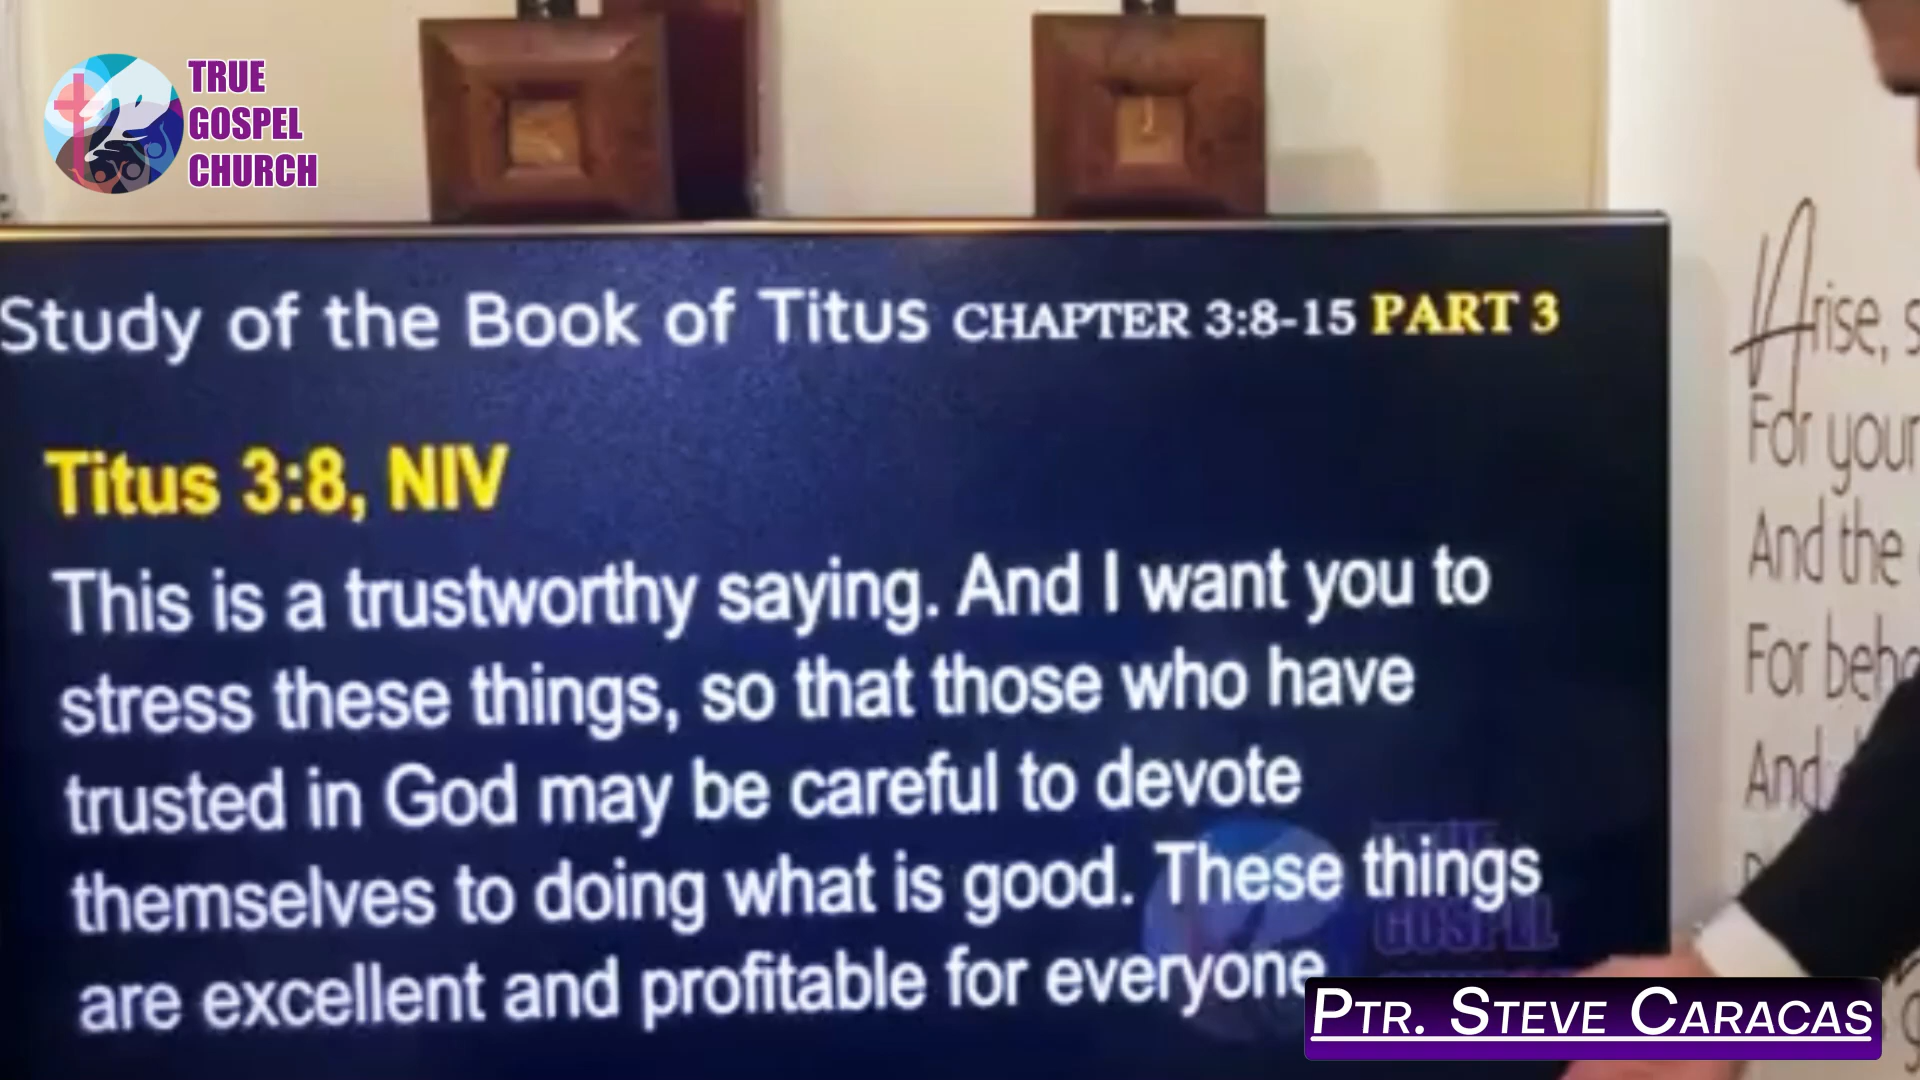 TRUE
GOSPEL
CHURCH
Study of the Book of Titus CHAPTER 3:8-15 PART 3
Titus 3:8, NIV
This is a trustworthy saying. And I want you to
stress these things, so that those who have
trusted in God may be careful to devote
themselves to doing what is good. These things
are excellent and profitable for everyone
GOSPEL
Arise,
For your
And the
For
And
PTR. STEVE CARACAS